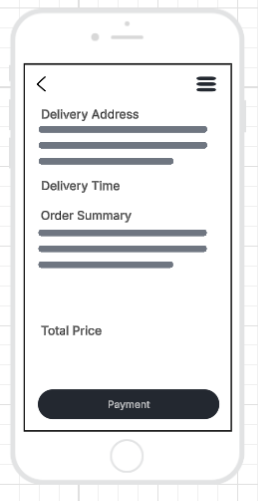 Delivery Address
Delivery Time
Order Summary
Total Price
Payment